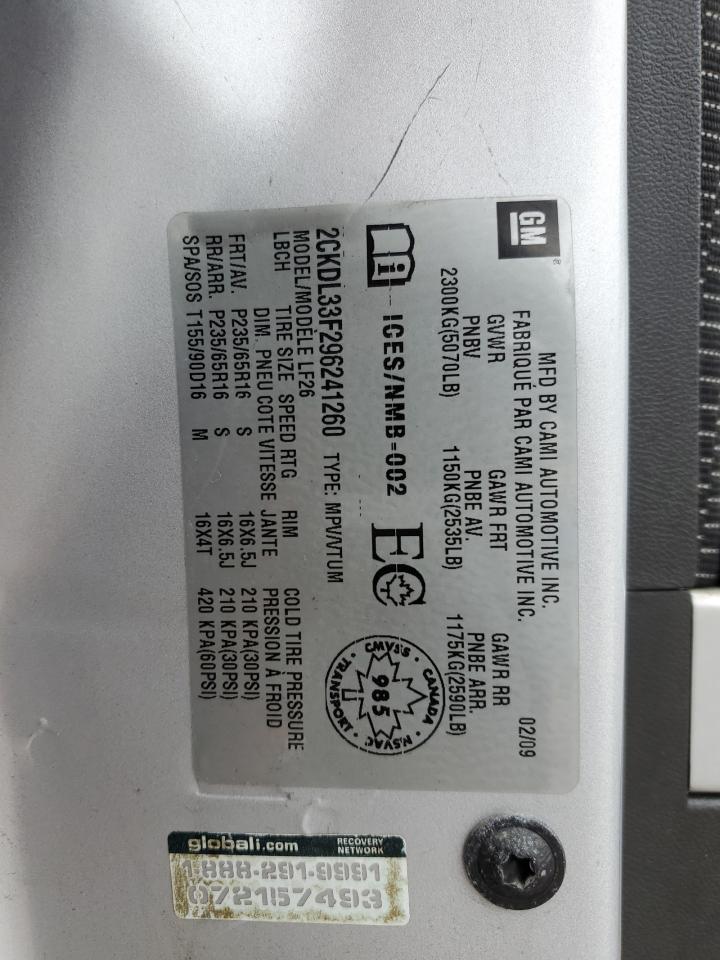 GM
MFD BY CAMI AUTOMOTIVE INC.
FABRIQUÉ PAR CAMI AUTOMOTIVE INC.
02/09
GVWR GAWR FRT GAWR RR
PNBV PNBE AV. PNBE ARR.
2300KG(5070LB) 1150KG(2535LB) 1175KG(2590LB)
i ICES/NMB-002 EC
CMVSS · CANADA · NSVAC · TRANSPORT ·
985
2CKDL33F296241260 TYPE: MPV/VTUM
MODEL/MODÈLE LF26
LBCH TIRE SIZE SPEED RTG RIM COLD TIRE PRESSURE
DIM. PNEU COTE VITESSE JANTE PRESSION À FROID
FRT/AV. P235/65R16 S 16X6.5J 210 KPA(30PSI)
RR/ARR. P235/65R16 S 16X6.5J 210 KPA(30PSI)
SPA/SOS T155/90D16 M 16X4T 420 KPA(60PSI)
globali.com RECOVERY NETWORK
1-888-291-9991
072157493